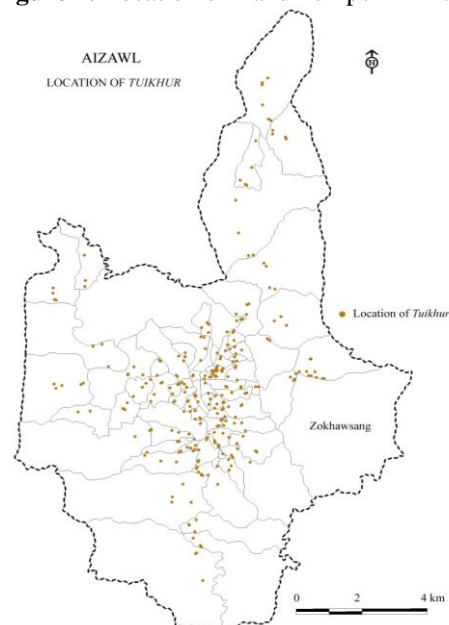 AIZAWL
LOCATION OF TUIKHUR
N
Location of Tuikhur
Zokhawsang
0 2 4 km